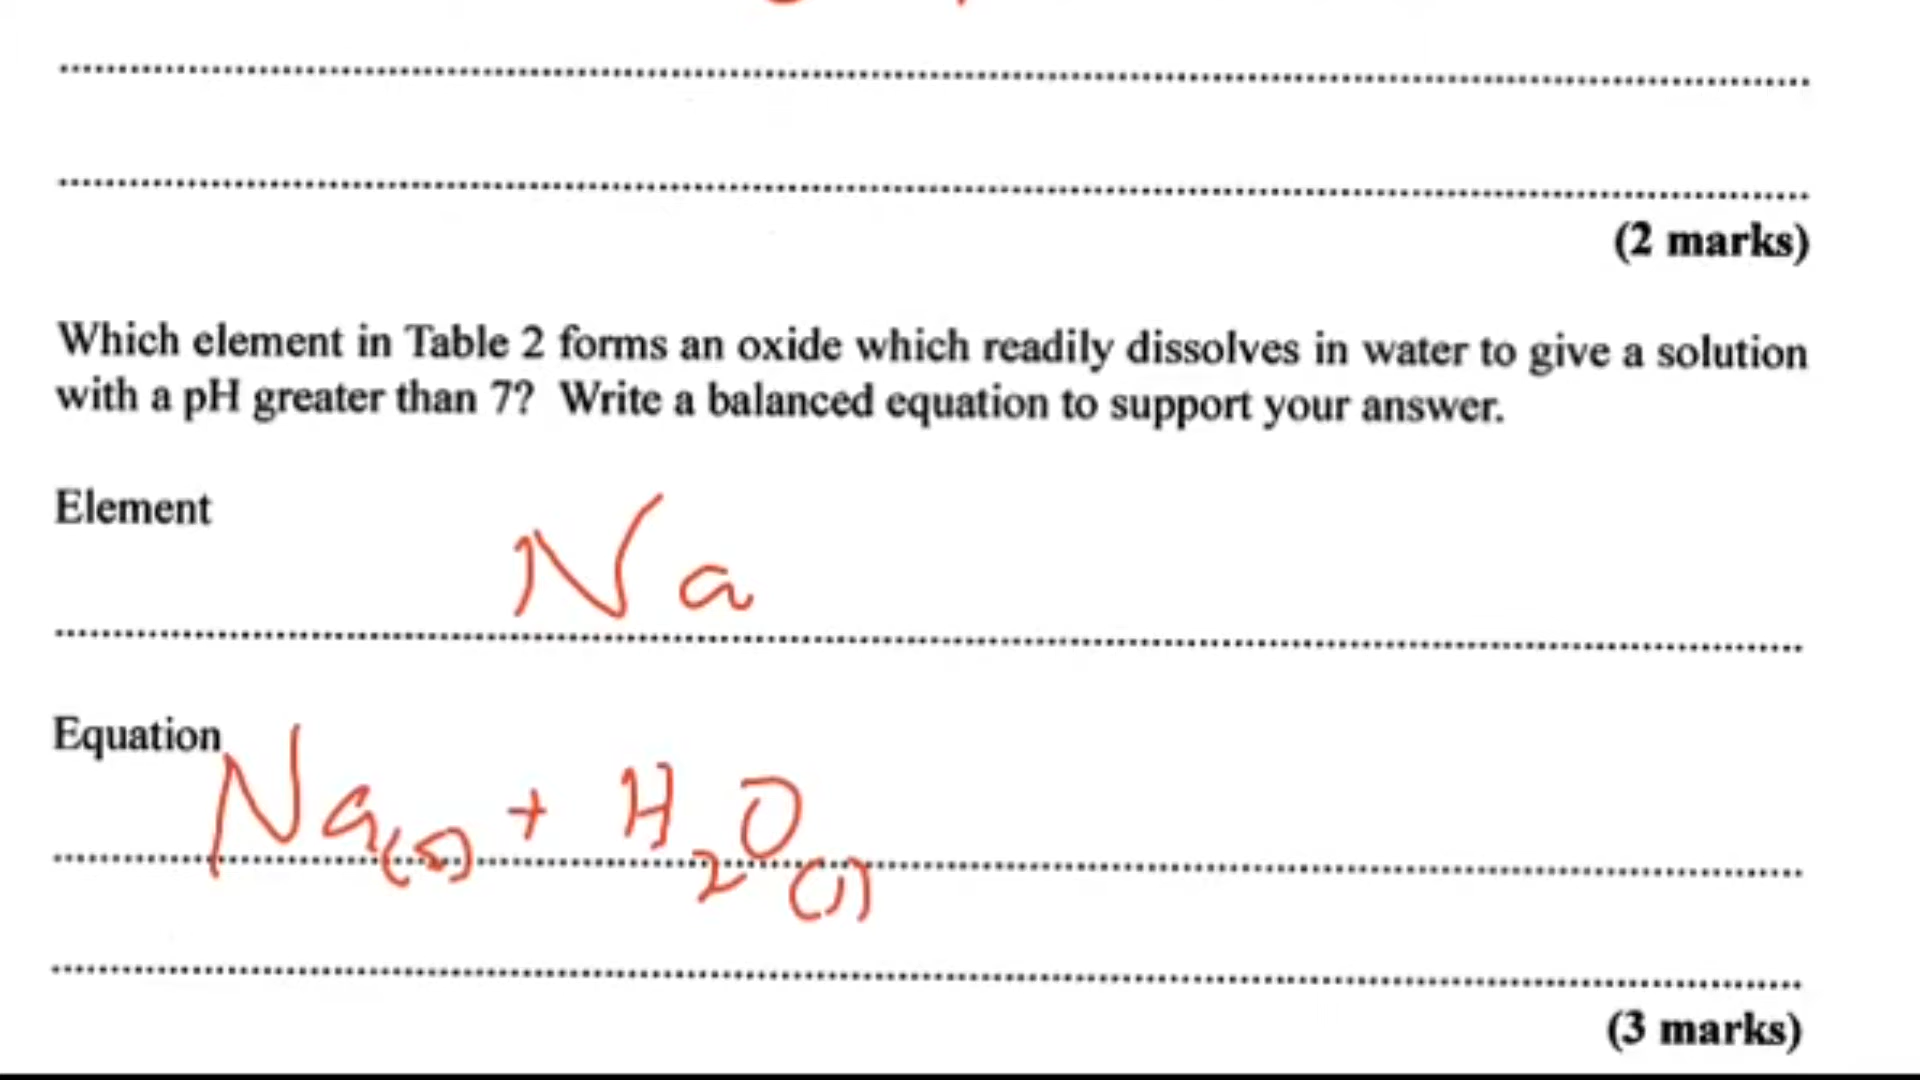 (2 marks)
Which element in Table 2 forms an oxide which readily dissolves in water to give a solution
with a pH greater than 7? Write a balanced equation to support your answer.
Element
Na
Equation
Na(s) + H2O(l)
(3 marks)